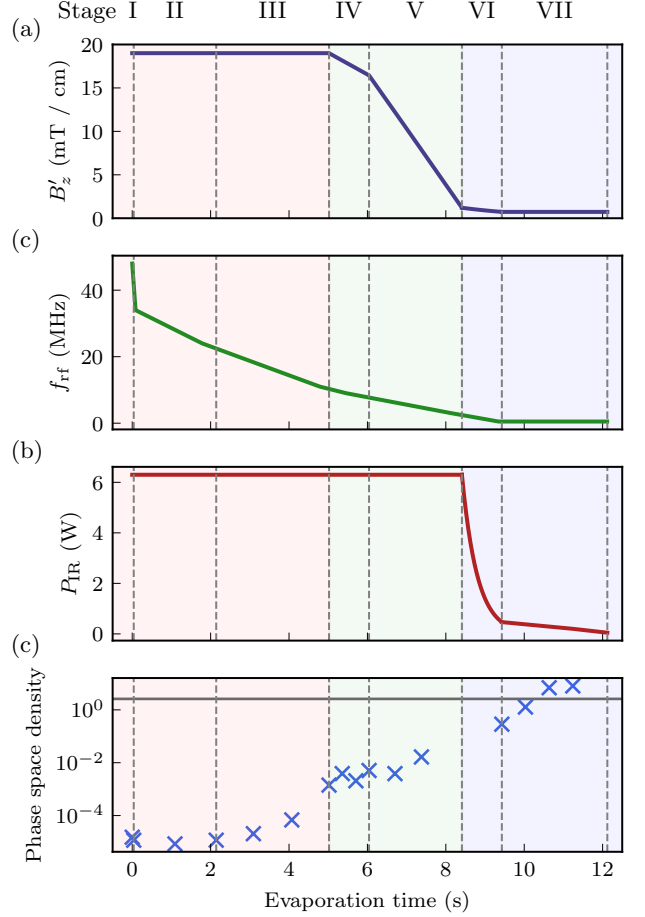 Stage I II III IV V VI VII
(a)
20
15
10
5
0
B′z (mT / cm)
(c)
40
20
0
frf (MHz)
(b)
6
4
2
0
PIR (W)
(c)
10⁰
10⁻²
10⁻⁴
Phase space density
0 2 4 6 8 10 12
Evaporation time (s)